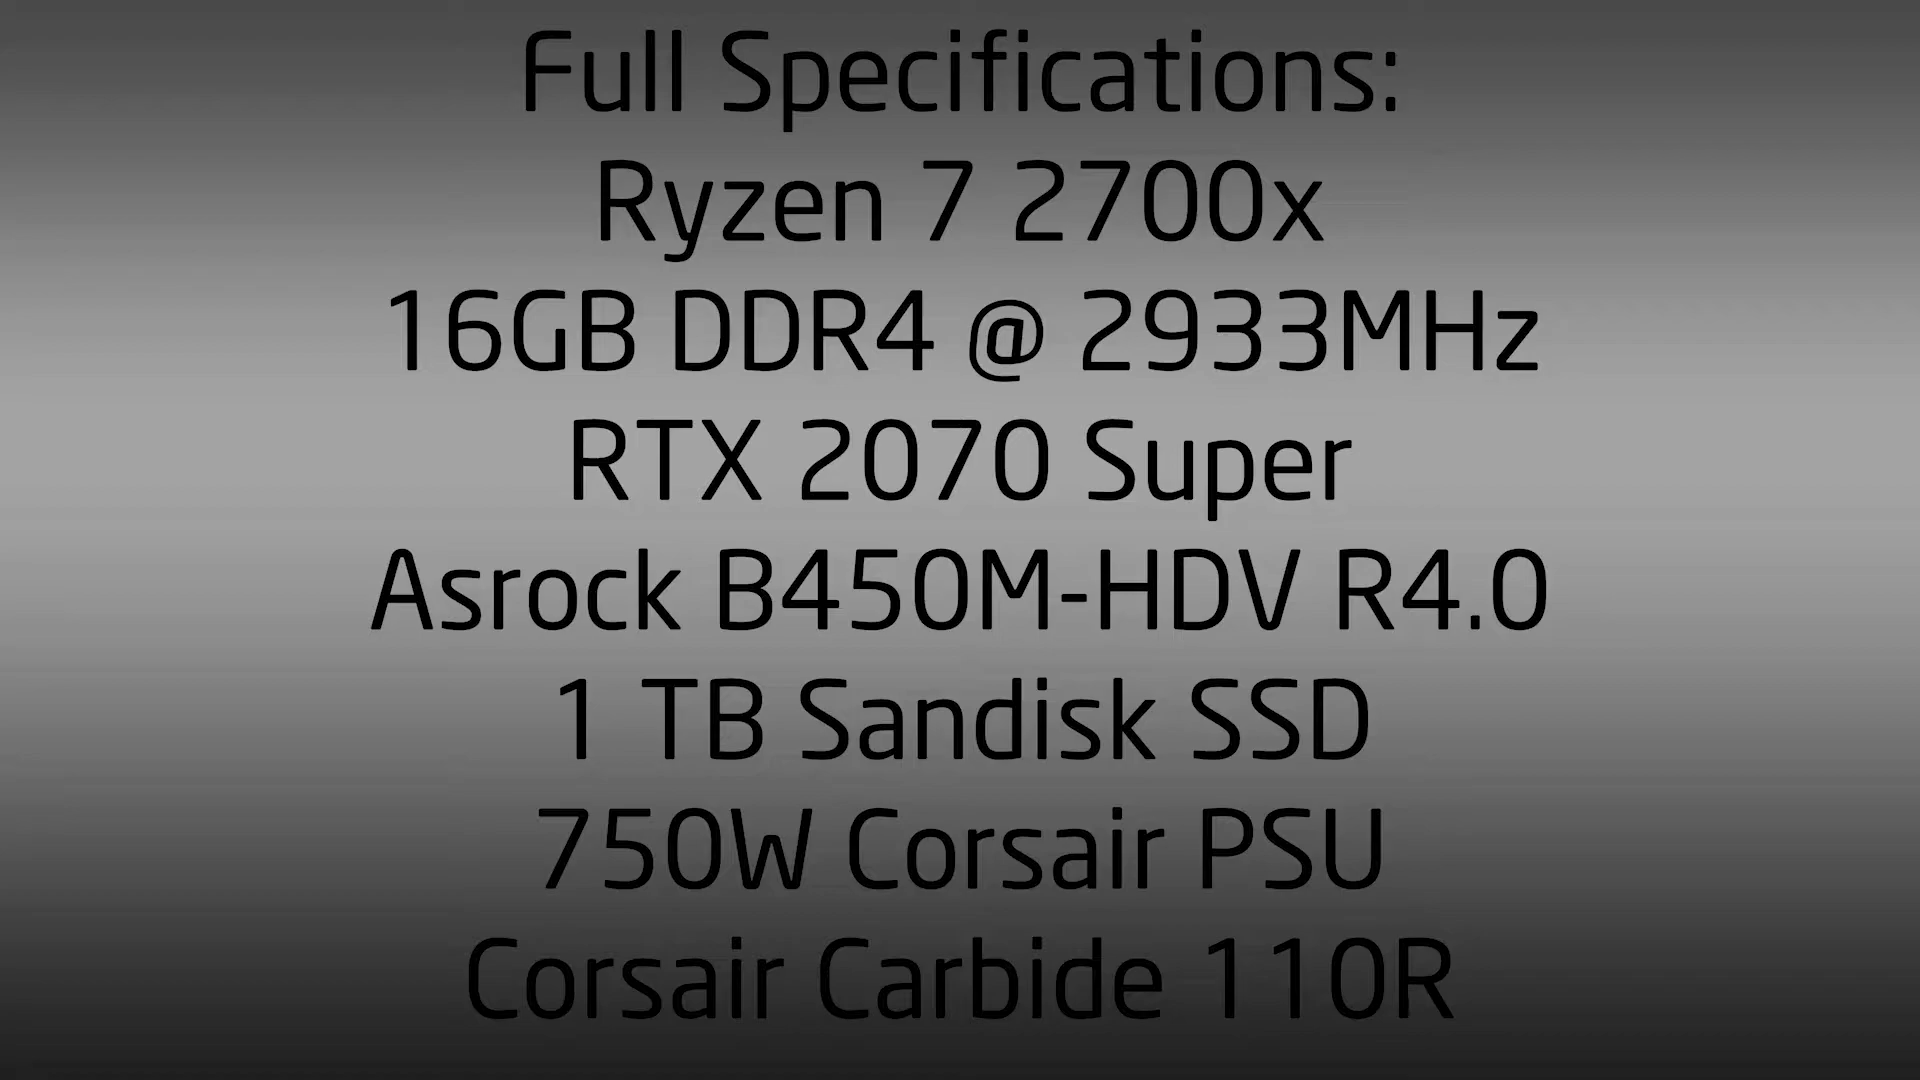 Full Specifications:
Ryzen 7 2700x
16GB DDR4 @ 2933MHz
RTX 2070 Super
Asrock B450M-HDV R4.0
1 TB Sandisk SSD
750W Corsair PSU
Corsair Carbide 110R